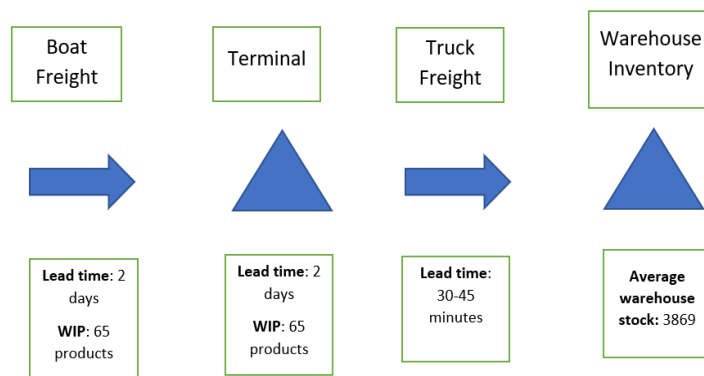 Boat
Freight
Terminal
Truck
Freight
Warehouse
Inventory
Lead time: 2
days
WIP: 65
products
Lead time: 2
days
WIP: 65
products
Lead time:
30-45
minutes
Average
warehouse
stock: 3869